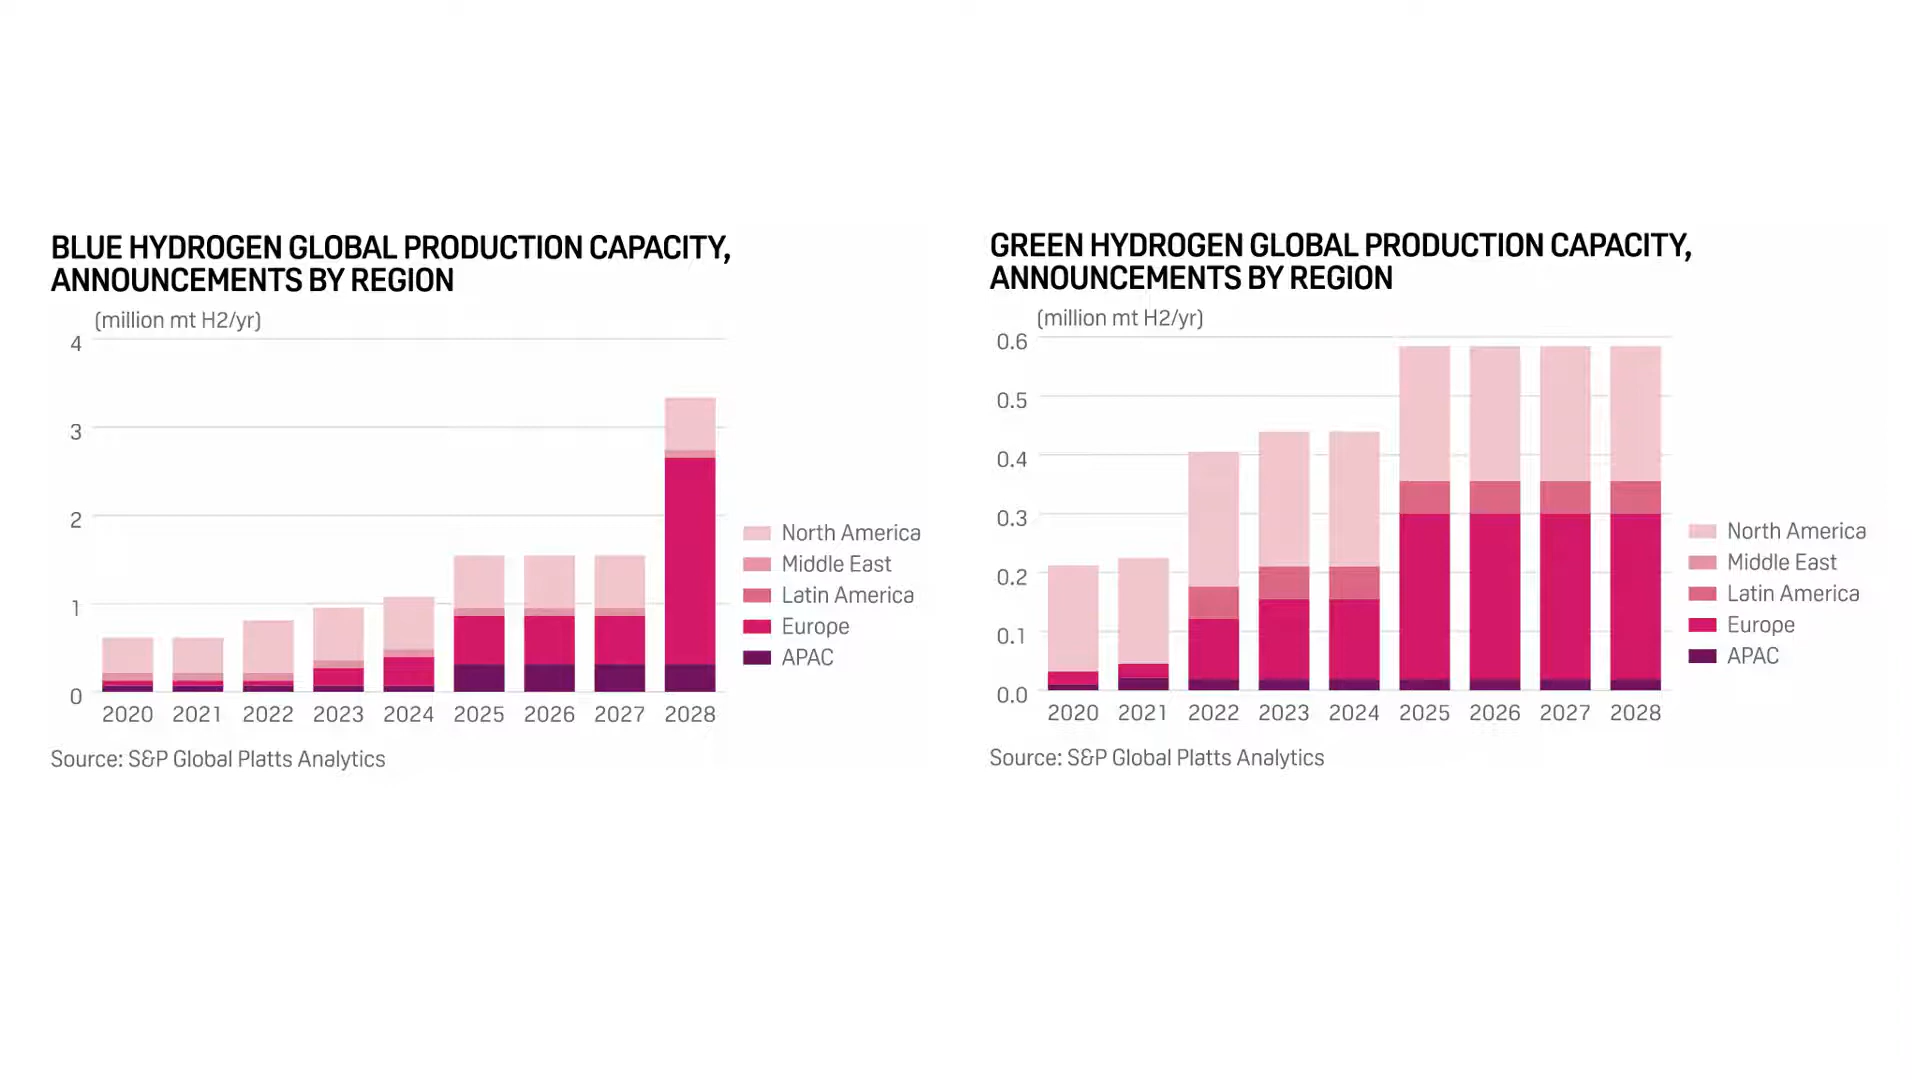 BLUE HYDROGEN GLOBAL PRODUCTION CAPACITY,
ANNOUNCEMENTS BY REGION
(million mt H2/yr)
4
3
2
1
0
2020 2021 2022 2023 2024 2025 2026 2027 2028
North America
Middle East
Latin America
Europe
APAC
Source: S&P Global Platts Analytics
GREEN HYDROGEN GLOBAL PRODUCTION CAPACITY,
ANNOUNCEMENTS BY REGION
(million mt H2/yr)
0.6
0.5
0.4
0.3
0.2
0.1
0.0
2020 2021 2022 2023 2024 2025 2026 2027 2028
North America
Middle East
Latin America
Europe
APAC
Source: S&P Global Platts Analytics